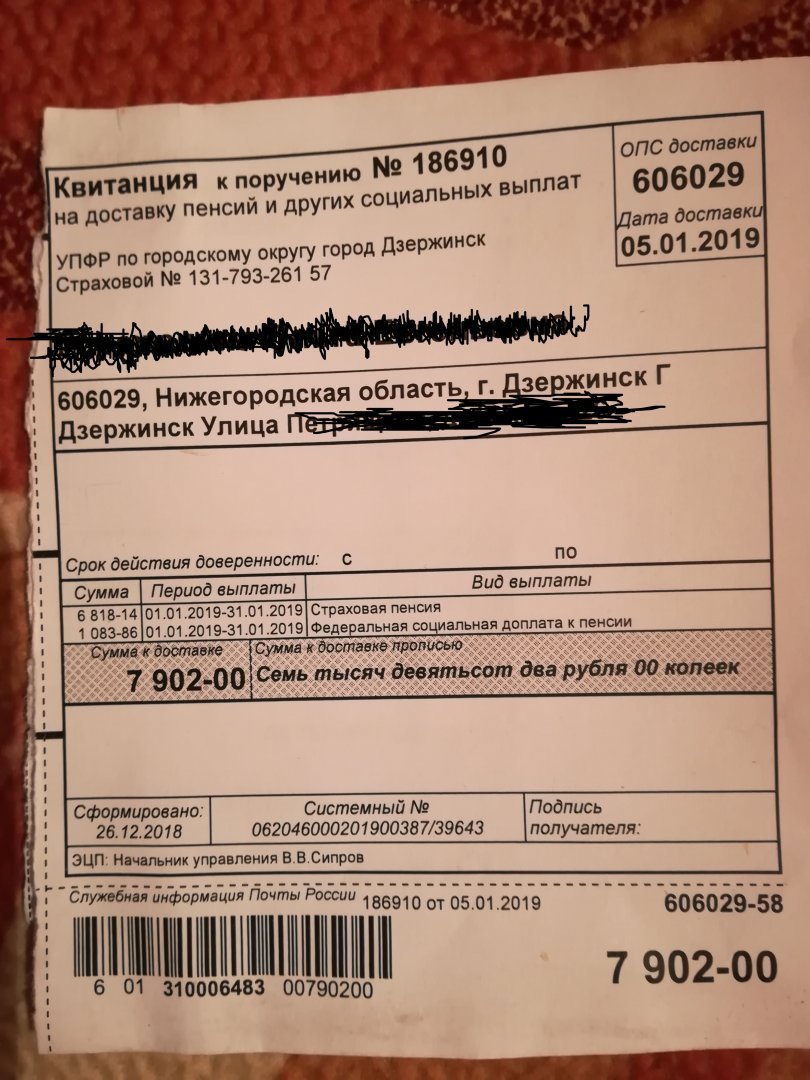 Квитанция к поручению № 186910
на доставку пенсий и других социальных выплат
ОПС доставки
606029
Дата доставки
05.01.2019
УПФР по городскому округу город Дзержинск
Страховой № 131-793-261 57
606029, Нижегородская область, г. Дзержинск Г
Дзержинск Улица
Срок действия доверенности: с по
Сумма Период выплаты Вид выплаты
6 818-14 01.01.2019-31.01.2019 Страховая пенсия
1 083-86 01.01.2019-31.01.2019 Федеральная социальная доплата к пенсии
Сумма к доставке Сумма к доставке прописью
7 902-00 Семь тысяч девятьсот два рубля 00 копеек
Сформировано: Системный № Подпись
26.12.2018 062046000201900387/39643 получателя:
ЭЦП: Начальник управления В.В.Сипров
Служебная информация Почты России 186910 от 05.01.2019 606029-58
7 902-00
6 01 310006483 00790200